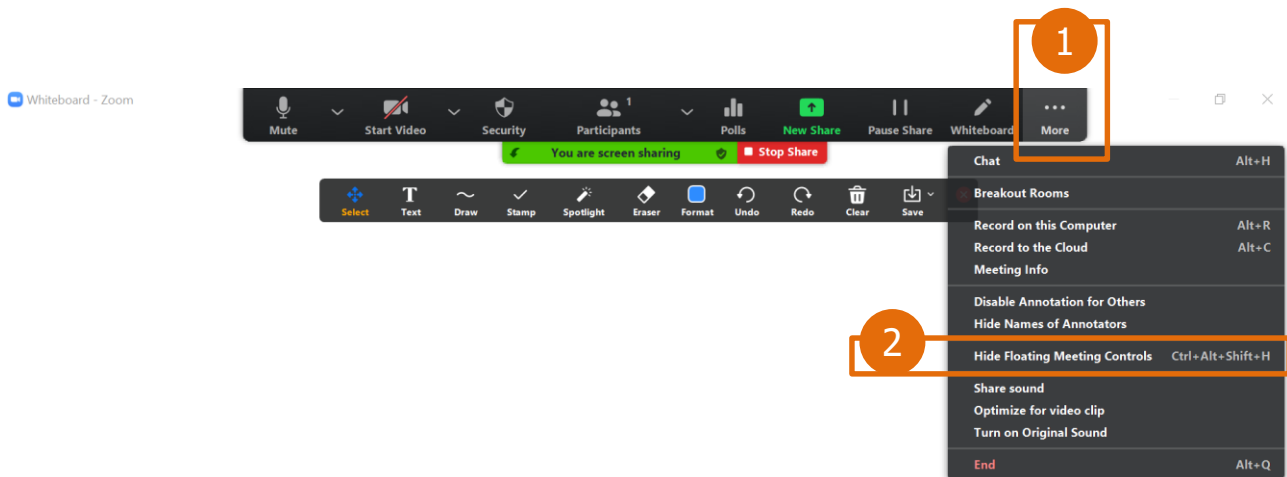 1
Whiteboard - Zoom
1
Mute Start Video Security Participants Polls New Share Pause Share Whiteboard More
You are screen sharing Stop Share
Select Text Draw Stamp Spotlight Eraser Format Undo Redo Clear Save
Chat Alt+H
Breakout Rooms
Record on this Computer Alt+R
Record to the Cloud Alt+C
Meeting Info
Disable Annotation for Others
Hide Names of Annotators
2
Hide Floating Meeting Controls Ctrl+Alt+Shift+H
Share sound
Optimize for video clip
Turn on Original Sound
End Alt+Q